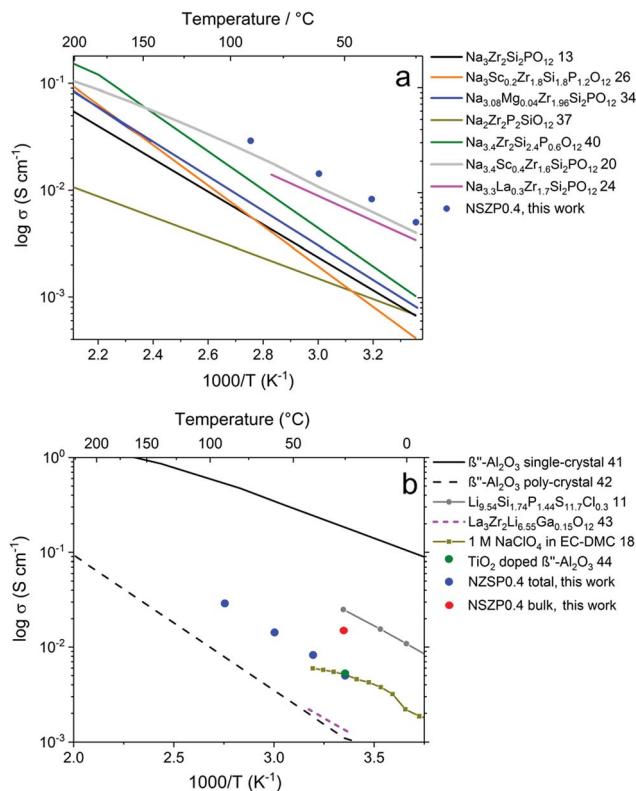 Temperature / °C
200 150 100 50
a
10⁻¹
10⁻²
10⁻³
log σ (S cm⁻¹)
2.2 2.4 2.6 2.8 3.0 3.2
1000/T (K⁻¹)
Na₃Zr₂Si₂PO₁₂ 13
Na₃Sc₀.₂Zr₁.₈Si₁.₈P₁.₂O₁₂ 26
Na₃.₀₈Mg₀.₀₄Zr₁.₉₆Si₂PO₁₂ 34
Na₂Zr₂P₂SiO₁₂ 37
Na₃.₄Zr₂Si₂.₄P₀.₆O₁₂ 40
Na₃.₄Sc₀.₄Zr₁.₆Si₂PO₁₂ 20
Na₃.₃La₀.₃Zr₁.₇Si₂PO₁₂ 24
NSZP0.4, this work
Temperature (°C)
200 150 100 50 0
b
10⁰
10⁻¹
10⁻²
10⁻³
log σ (S cm⁻¹)
2.0 2.5 3.0 3.5
1000/T (K⁻¹)
ß"-Al₂O₃ single-crystal 41
ß"-Al₂O₃ poly-crystal 42
Li₉.₅₄Si₁.₇₄P₁.₄₄S₁₁.₇Cl₀.₃ 11
La₃Zr₂Li₆.₅₅Ga₀.₁₅O₁₂ 43
1 M NaClO₄ in EC-DMC 18
TiO₂ doped ß"-Al₂O₃ 44
NZSP0.4 total, this work
NSZP0.4 bulk, this work